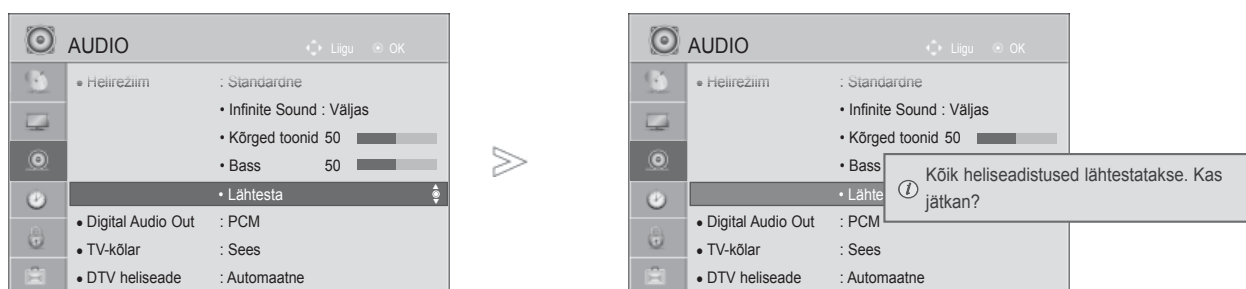 AUDIO
Liigu OK
• Helirežiim : Standardne
• Infinite Sound : Väljas
• Kõrged toonid 50
• Bass 50
• Lähtesta
• Digital Audio Out : PCM
• TV-kõlar : Sees
• DTV heliseade : Automaatne
AUDIO
Liigu OK
• Helirežiim : Standardne
• Infinite Sound : Väljas
• Kõrged toonid 50
• Bass
• Lähte
Kõik heliseadistused lähtestatakse. Kas
jätkan?
• Digital Audio Out : PCM
• TV-kõlar : Sees
• DTV heliseade : Automaatne